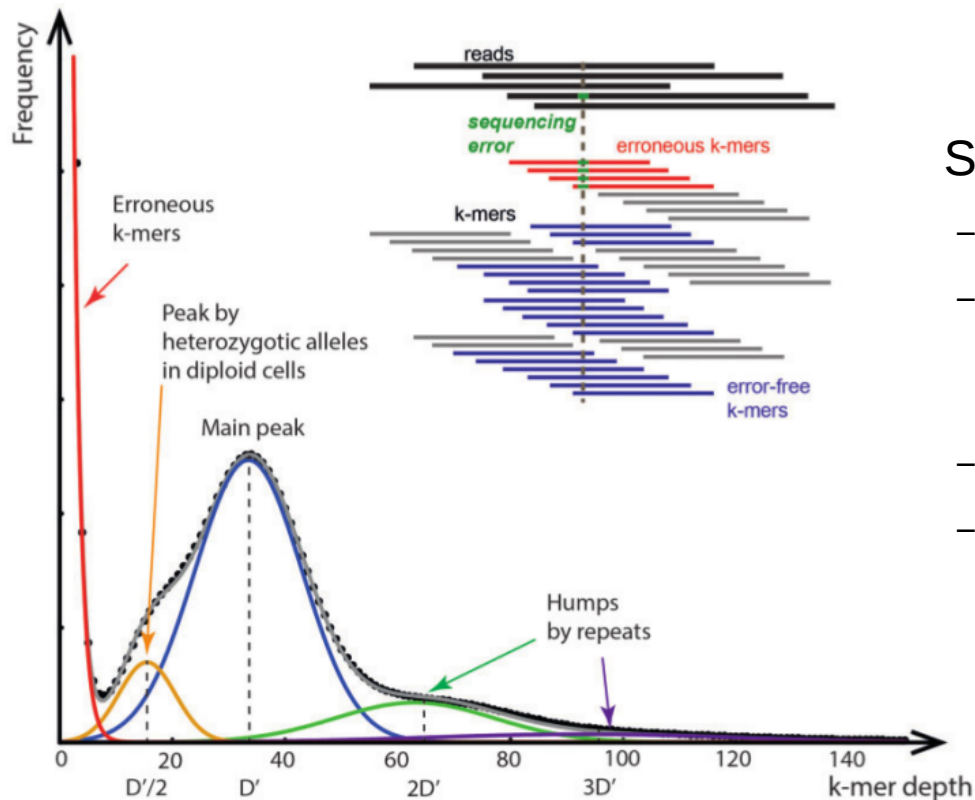 Frequency
reads
sequencing
error
erroneous k-mers
S
Erroneous
k-mers
k-mers
–
–
Peak by
heterozygotic alleles
in diploid cells
error-free
k-mers
Main peak
–
–
Humps
by repeats
0 20 40 60 80 100 120 140
D'/2 D' 2D' 3D' k-mer depth